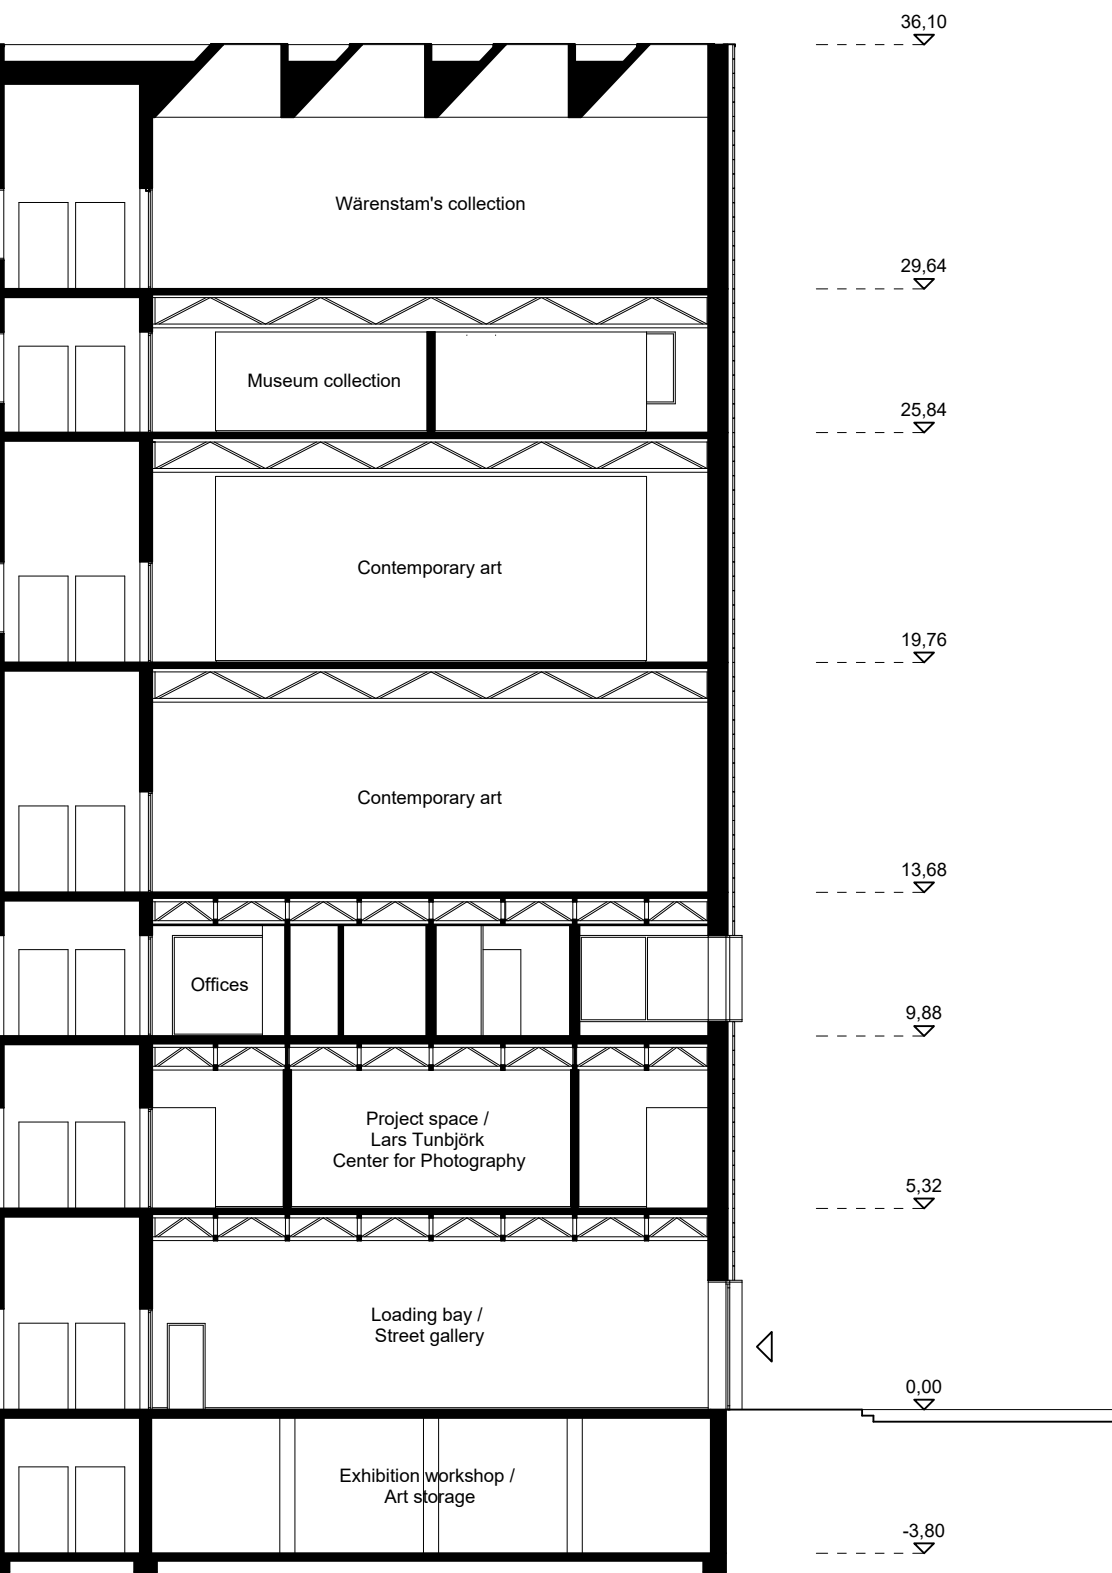 36,10
Wärenstam's collection
29,64
Museum collection
25,84
Contemporary art
19,76
Contemporary art
13,68
Offices
9,88
Project space /
Lars Tunbjörk
Center for Photography
5,32
Loading bay /
Street gallery
0,00
Exhibition workshop /
Art storage
-3,80